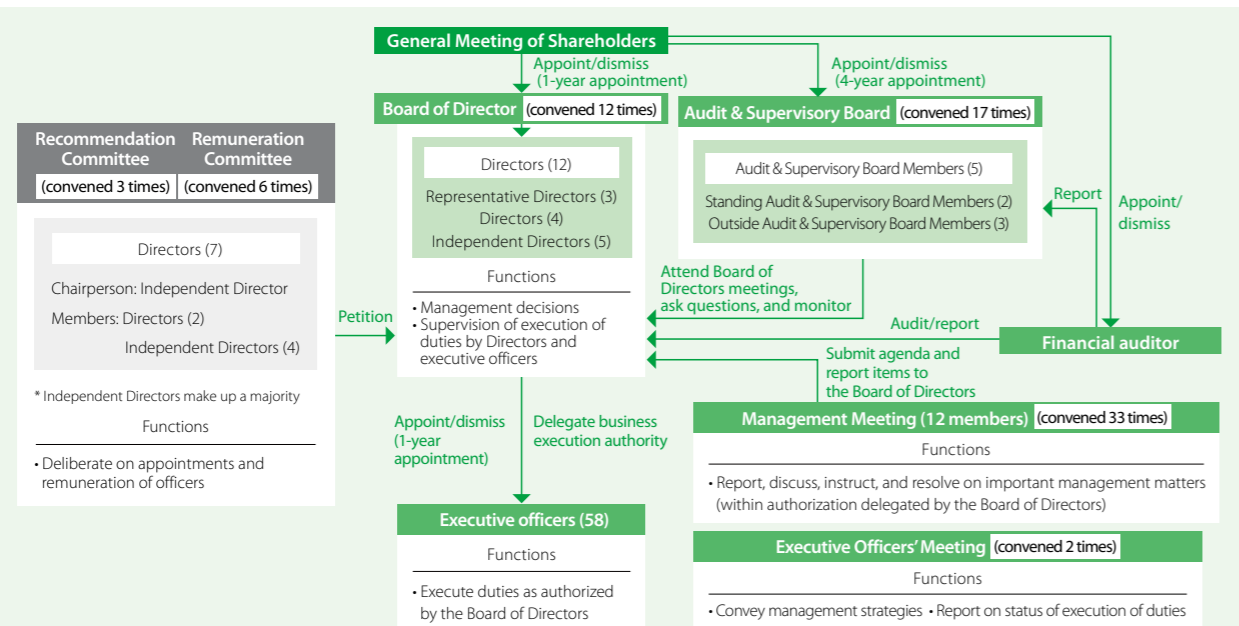 General Meeting of Shareholders
Appoint/dismiss
(1-year appointment)
Appoint/dismiss
(4-year appointment)
Recommendation
Committee
(convened 3 times)
Remuneration
Committee
(convened 6 times)
Directors (7)
Chairperson: Independent Director
Members: Directors (2)
Independent Directors (4)
* Independent Directors make up a majority
Functions
• Deliberate on appointments and
remuneration of officers
Petition
Board of Director (convened 12 times)
Directors (12)
Representative Directors (3)
Directors (4)
Independent Directors (5)
Functions
• Management decisions
• Supervision of execution of
duties by Directors and
executive officers
Audit & Supervisory Board (convened 17 times)
Audit & Supervisory Board Members (5)
Standing Audit & Supervisory Board Members (2)
Outside Audit & Supervisory Board Members (3)
Report
Appoint/
dismiss
Attend Board of
Directors meetings,
ask questions, and monitor
Audit/report
Financial auditor
Submit agenda and
report items to
the Board of Directors
Appoint/dismiss
(1-year
appointment)
Delegate business
execution authority
Management Meeting (12 members) (convened 33 times)
Functions
• Report, discuss, instruct, and resolve on important management matters
(within authorization delegated by the Board of Directors)
Executive officers (58)
Functions
• Execute duties as authorized
by the Board of Directors
Executive Officers' Meeting (convened 2 times)
Functions
• Convey management strategies • Report on status of execution of duties